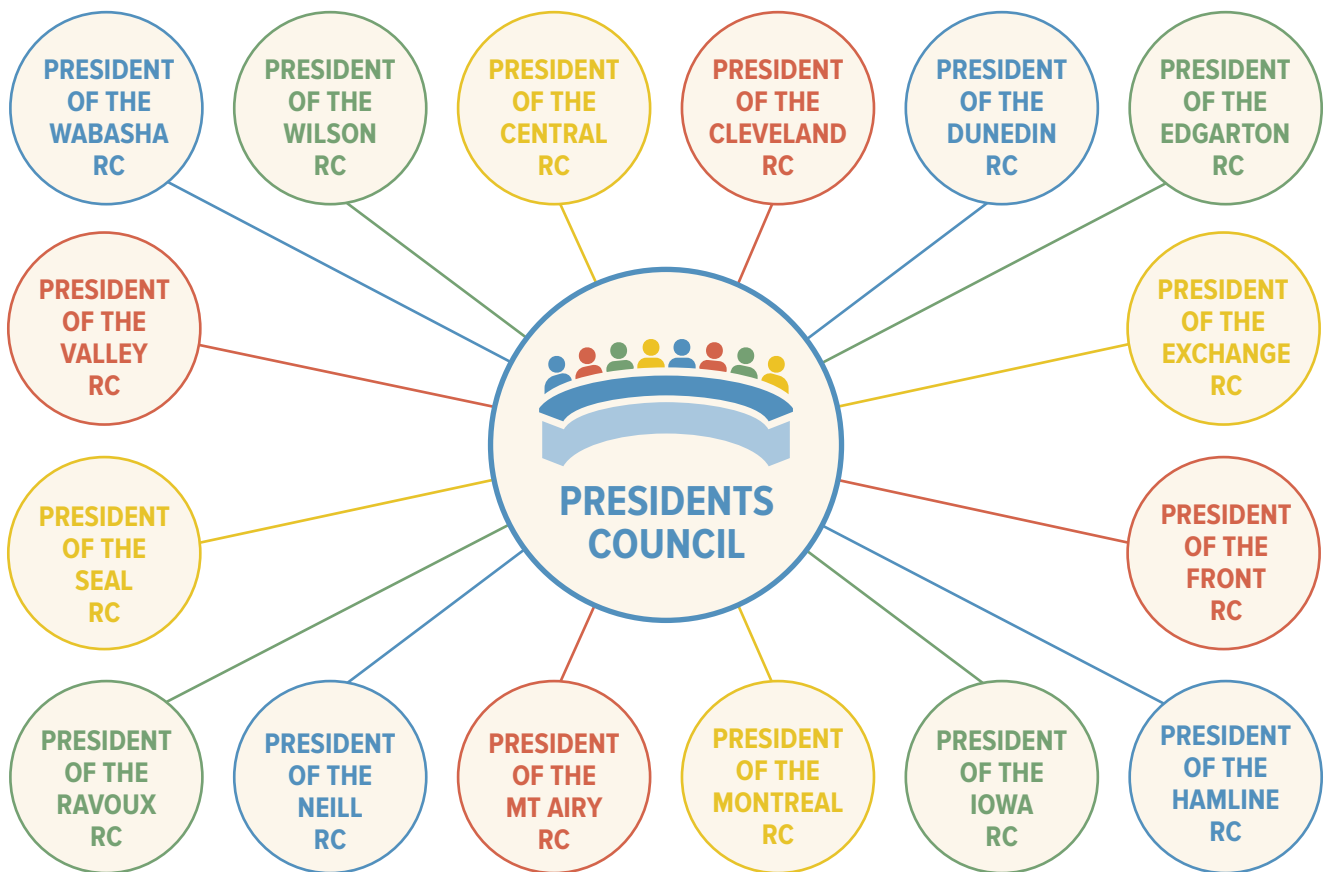 PRESIDENT
OF THE
WABASHA
RC
PRESIDENT
OF THE
WILSON
RC
PRESIDENT
OF THE
CENTRAL
RC
PRESIDENT
OF THE
CLEVELAND
RC
PRESIDENT
OF THE
DUNEDIN
RC
PRESIDENT
OF THE
EDGARTON
RC
PRESIDENT
OF THE
VALLEY
RC
PRESIDENT
OF THE
EXCHANGE
RC
PRESIDENTS
COUNCIL
PRESIDENT
OF THE
SEAL
RC
PRESIDENT
OF THE
FRONT
RC
PRESIDENT
OF THE
RAVOUX
RC
PRESIDENT
OF THE
NEILL
RC
PRESIDENT
OF THE
MT AIRY
RC
PRESIDENT
OF THE
MONTREAL
RC
PRESIDENT
OF THE
IOWA
RC
PRESIDENT
OF THE
HAMLINE
RC